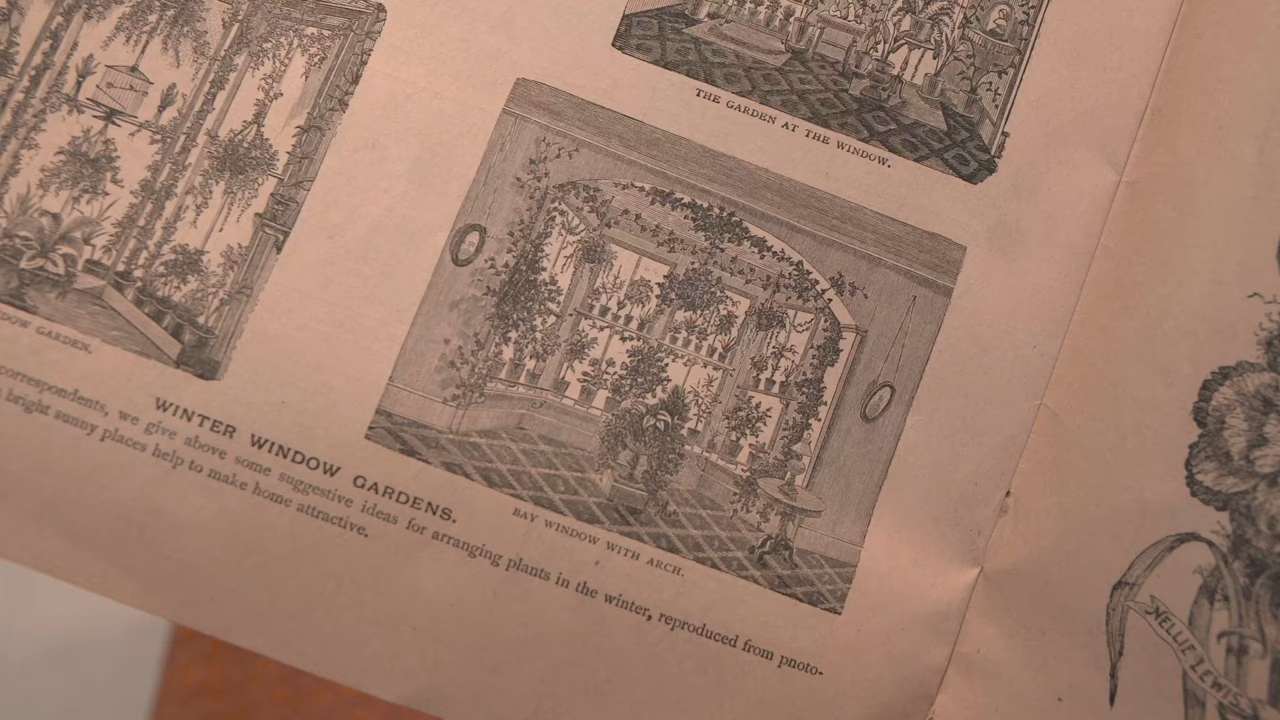 THE GARDEN AT THE WINDOW.
GARDEN.
BAY WINDOW WITH ARCH.
WINTER WINDOW GARDENS.
correspondents, we give above some suggestive ideas for arranging plants in the winter, reproduced from pnoto-
bright sunny places help to make home attractive.
NELLIE LEWIS